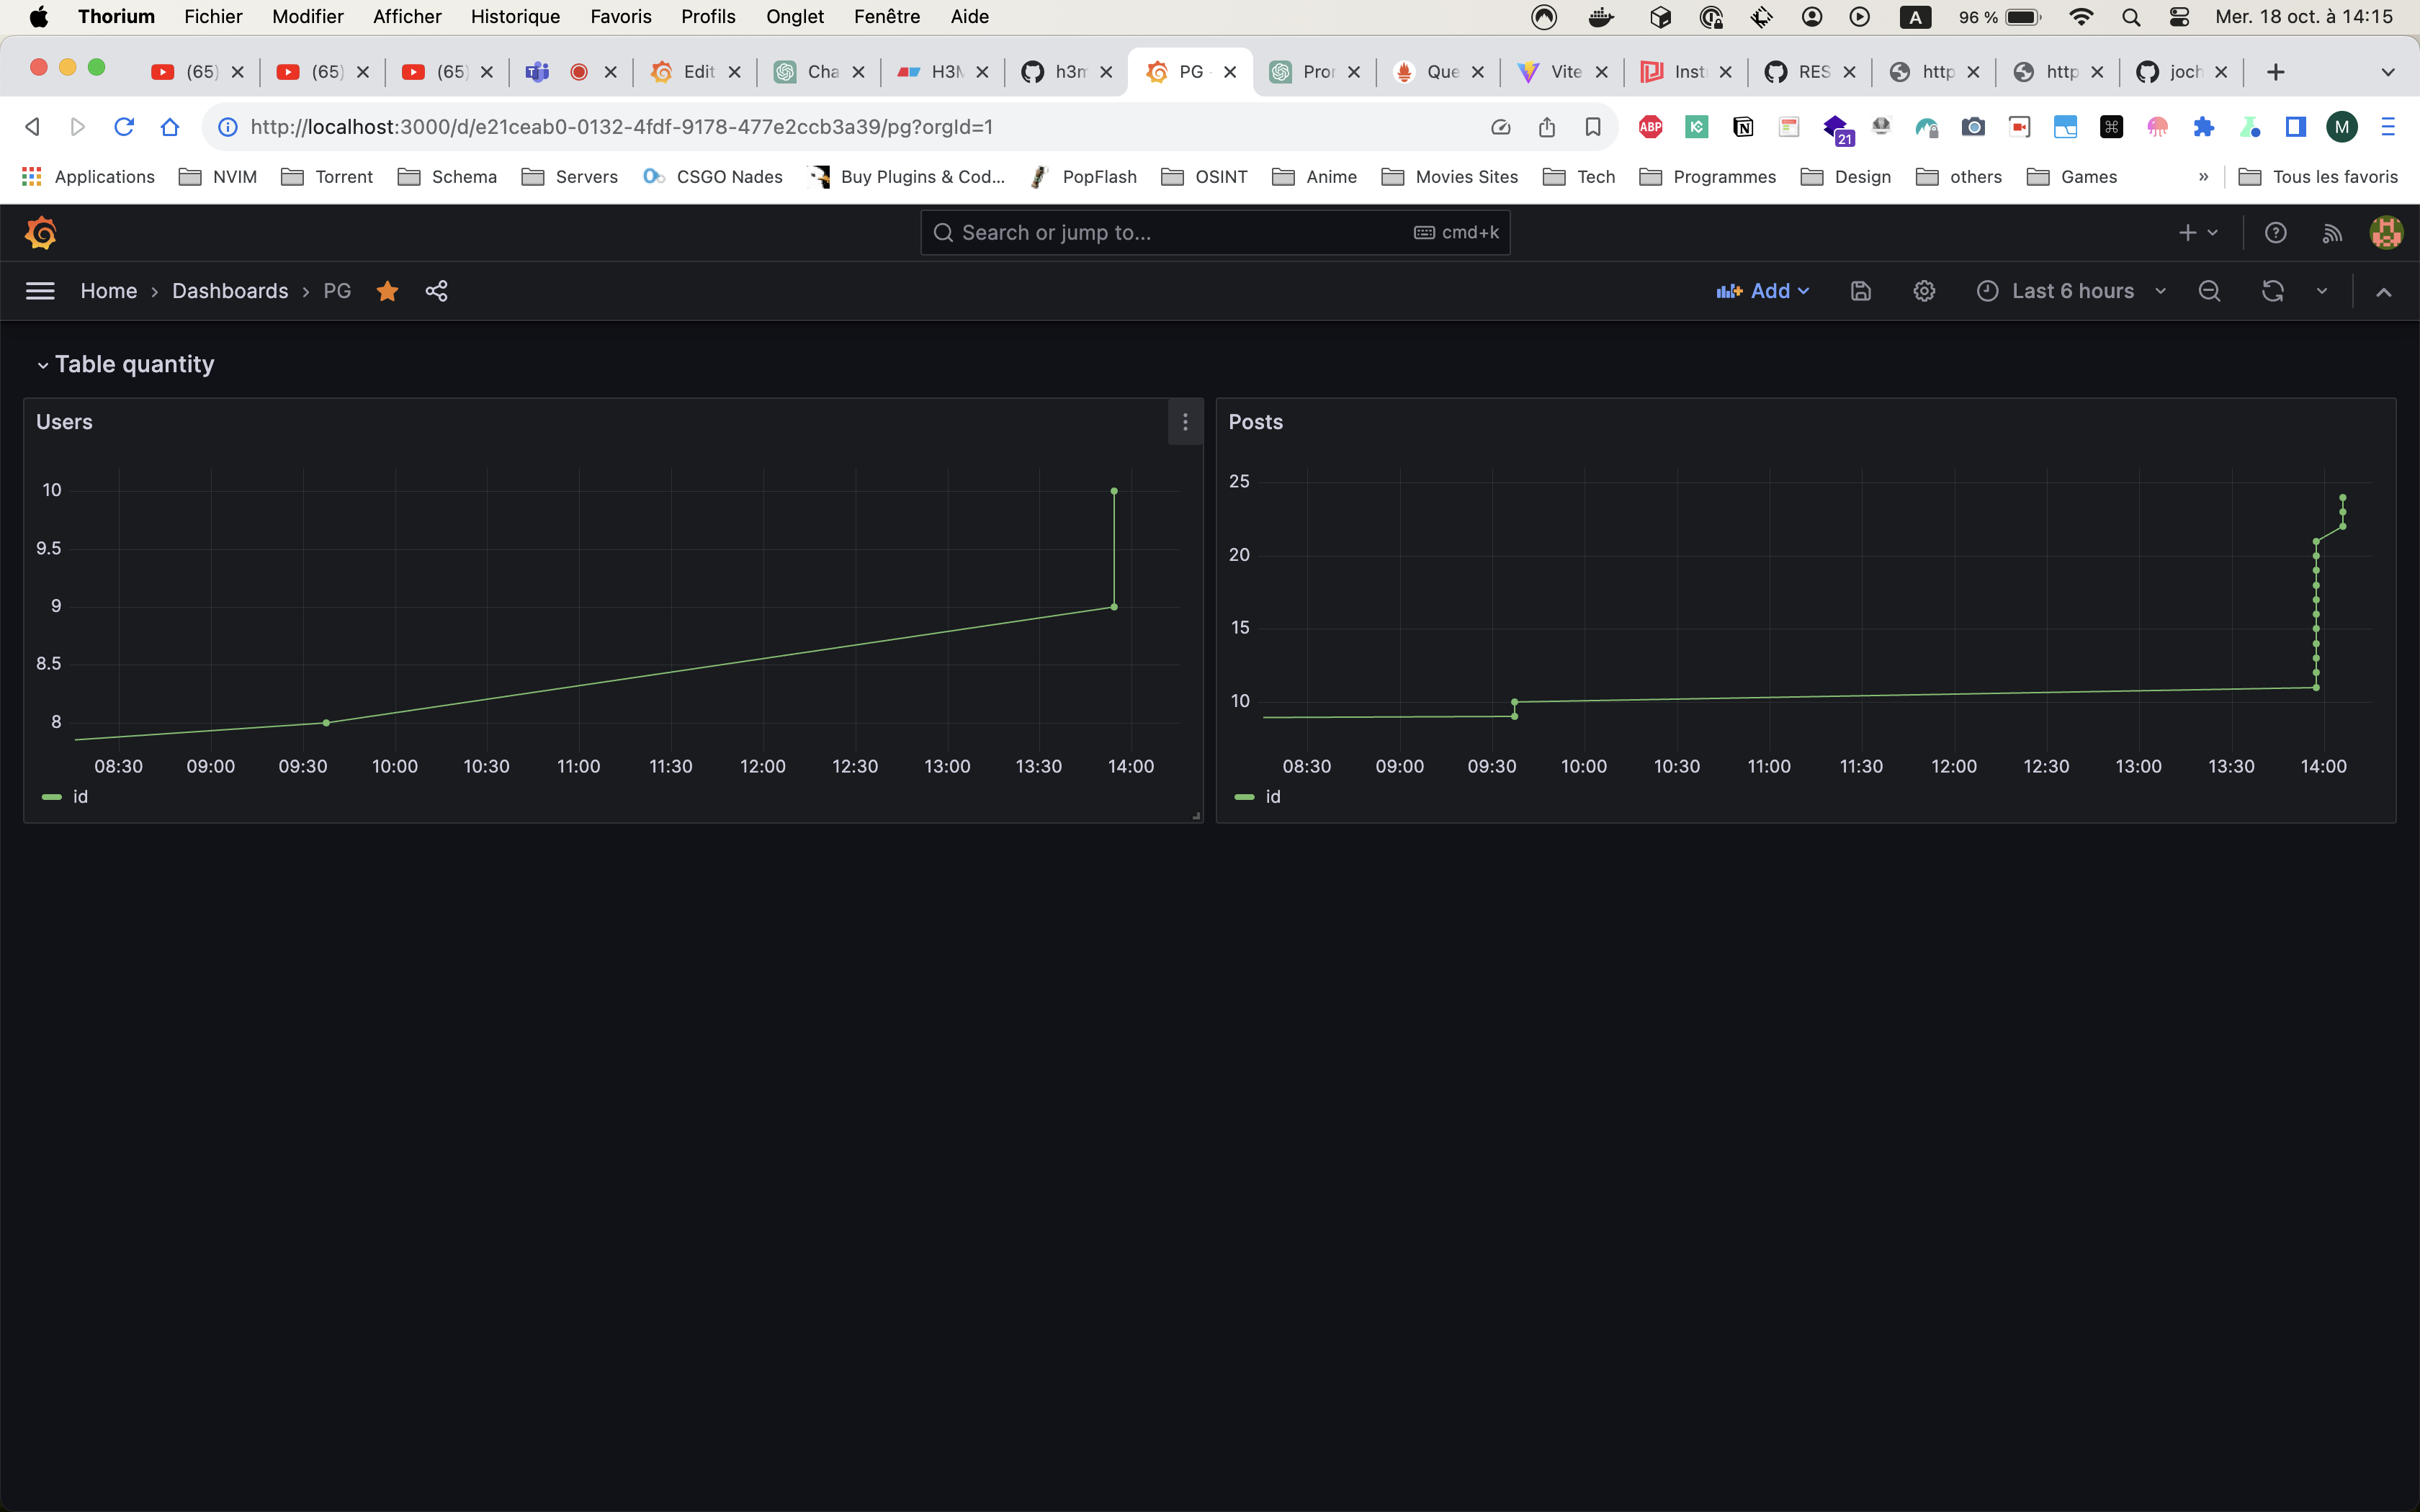 Thorium Fichier Modifier Afficher Historique Favoris Profils Onglet Fenêtre Aide A 96 % Mer. 18 oct. à 14:15
(65) (65) (65) Edit Cha H3M h3m PG Pror Que Vite Inst RES http http joch
http://localhost:3000/d/e21ceab0-0132-4fdf-9178-477e2ccb3a39/pg?orgId=1 ABP 21 M
Applications NVIM Torrent Schema Servers CSGO Nades Buy Plugins & Cod... PopFlash OSINT Anime Movies Sites Tech Programmes Design others Games » Tous les favoris
Search or jump to... cmd+k
Home › Dashboards › PG Add Last 6 hours
Table quantity
Users
10
9.5
9
8.5
8
08:30 09:00 09:30 10:00 10:30 11:00 11:30 12:00 12:30 13:00 13:30 14:00
id
Posts
25
20
15
10
08:30 09:00 09:30 10:00 10:30 11:00 11:30 12:00 12:30 13:00 13:30 14:00
id